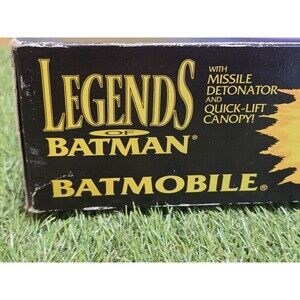 LEGENDS
OF
BATMAN®
BATMOBILE®
WITH
MISSILE
DETONATOR
AND
QUICK-LIFT
CANOPY!